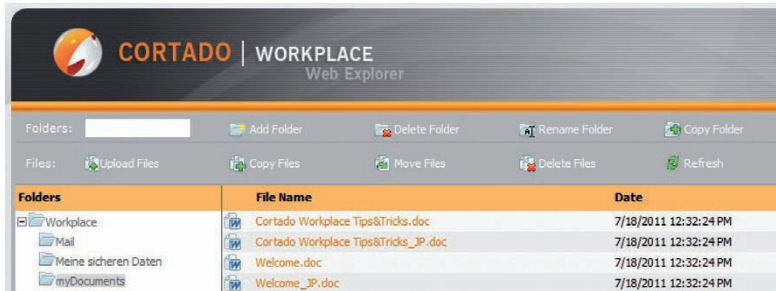 CORTADO | WORKPLACE
Web Explorer
Folders: Add Folder Delete Folder Rename Folder Copy Folder
Files: Upload Files Copy Files Move Files Delete Files Refresh
Folders File Name Date
Workplace Cortado Workplace Tips&Tricks.doc 7/18/2011 12:32:24 PM
Mail Cortado Workplace Tips&Tricks_JP.doc 7/18/2011 12:32:24 PM
Meine sicheren Daten Welcome.doc 7/18/2011 12:32:24 PM
myDocuments Welcome_JP.doc 7/18/2011 12:32:24 PM